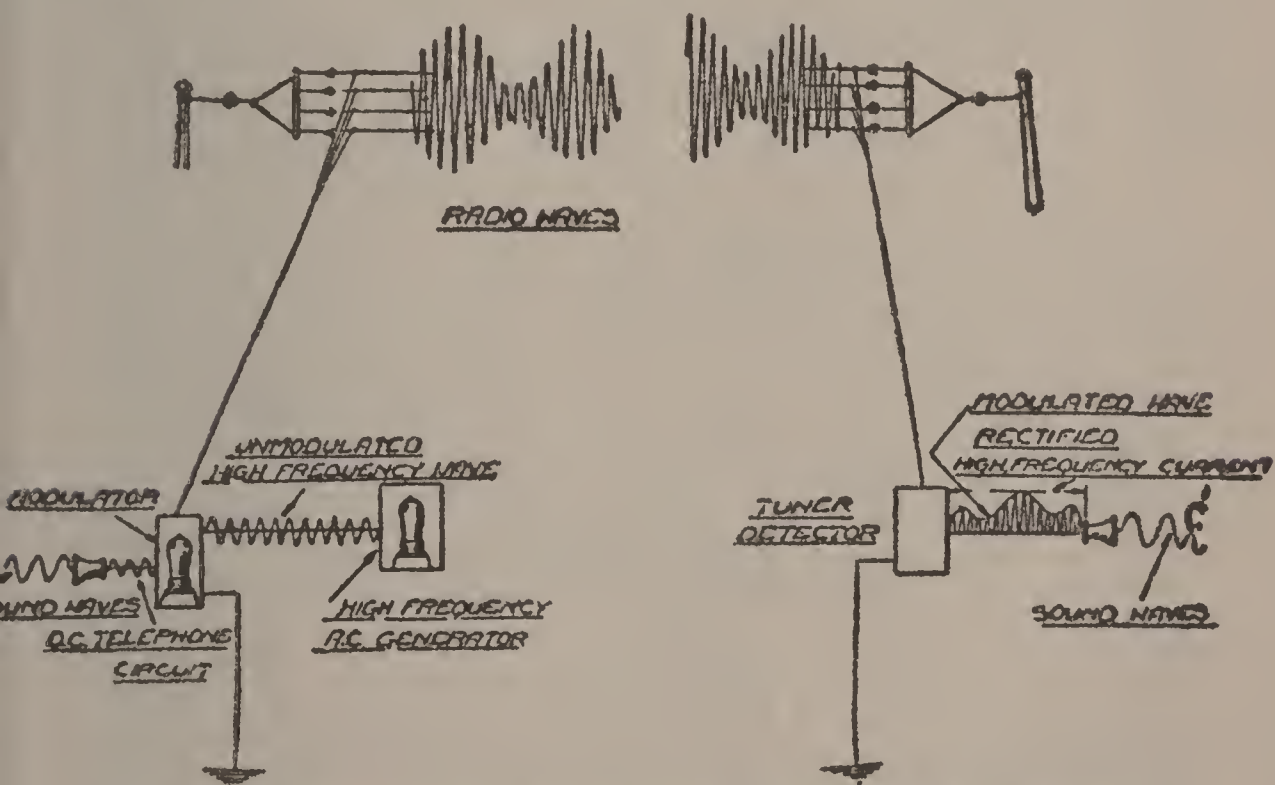 RADIO WAVES
UNMODULATED
HIGH FREQUENCY WAVE
MODULATOR
SOUND WAVES
D.C. TELEPHONE
CIRCUIT
HIGH FREQUENCY
A.C. GENERATOR
MODULATED WAVE
RECTIFIED
HIGH FREQUENCY CURRENT
TUNER
DETECTOR
SOUND WAVES